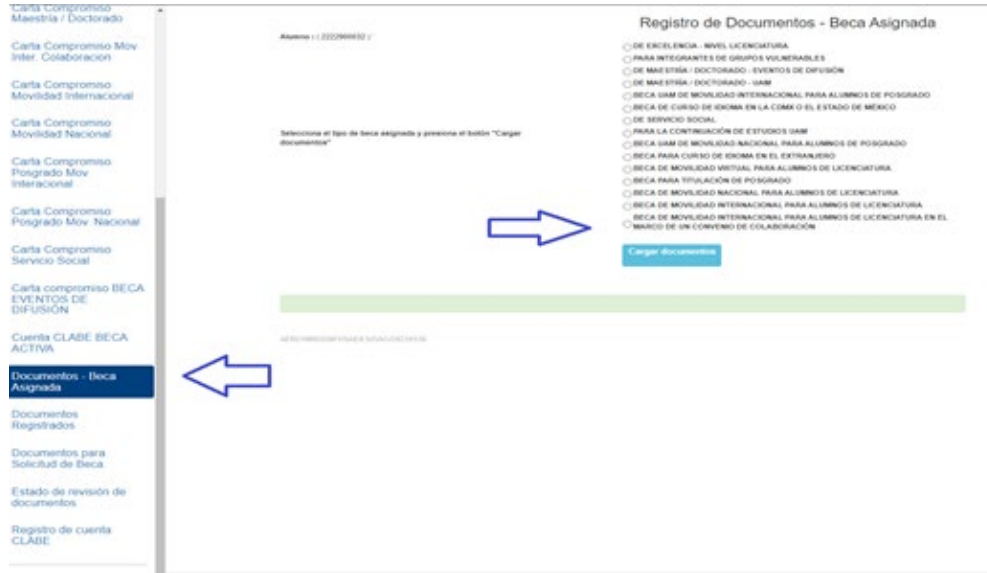 Carta Compromiso
Maestría / Doctorado
Carta Compromiso Mov
Inter. Colaboracion
Carta Compromiso
Movilidad Internacional
Carta Compromiso
Movilidad Nacional
Carta Compromiso
Posgrado Mov
Interacional
Carta Compromiso
Posgrado Mov. Nacional
Carta Compromiso
Servicio Social
Carta compromiso BECA
EVENTOS DE
DIFUSIÓN
Cuenta CLABE BECA
ACTIVA
Documentos - Beca
Asignada
Documentos
Registrados
Documentos para
Solicitud de Beca
Estado de revisión de
documentos
Registro de cuenta
CLABE
Registro de Documentos - Beca Asignada
Alumno :
Selecciona el tipo de beca asignada y presiona el botón "Cargar
documentos"
DE EXCELENCIA - NIVEL LICENCIATURA
PARA INTEGRANTES DE GRUPOS VULNERABLES
DE MAESTRÍA / DOCTORADO - EVENTOS DE DIFUSIÓN
DE MAESTRÍA / DOCTORADO - UAM
BECA UAM DE MOVILIDAD INTERNACIONAL PARA ALUMNOS DE POSGRADO
BECA DE CURSO DE IDIOMA EN LA CDMX O EL ESTADO DE MÉXICO
DE SERVICIO SOCIAL
PARA LA CONTINUACIÓN DE ESTUDIOS UAM
BECA UAM DE MOVILIDAD NACIONAL PARA ALUMNOS DE POSGRADO
BECA PARA CURSO DE IDIOMA EN EL EXTRANJERO
BECA DE MOVILIDAD VIRTUAL PARA ALUMNOS DE LICENCIATURA
BECA PARA TITULACIÓN DE POSGRADO
BECA DE MOVILIDAD NACIONAL PARA ALUMNOS DE LICENCIATURA
BECA DE MOVILIDAD INTERNACIONAL PARA ALUMNOS DE LICENCIATURA
BECA DE MOVILIDAD INTERNACIONAL PARA ALUMNOS DE LICENCIATURA EN EL
MARCO DE UN CONVENIO DE COLABORACIÓN
Cargar documentos